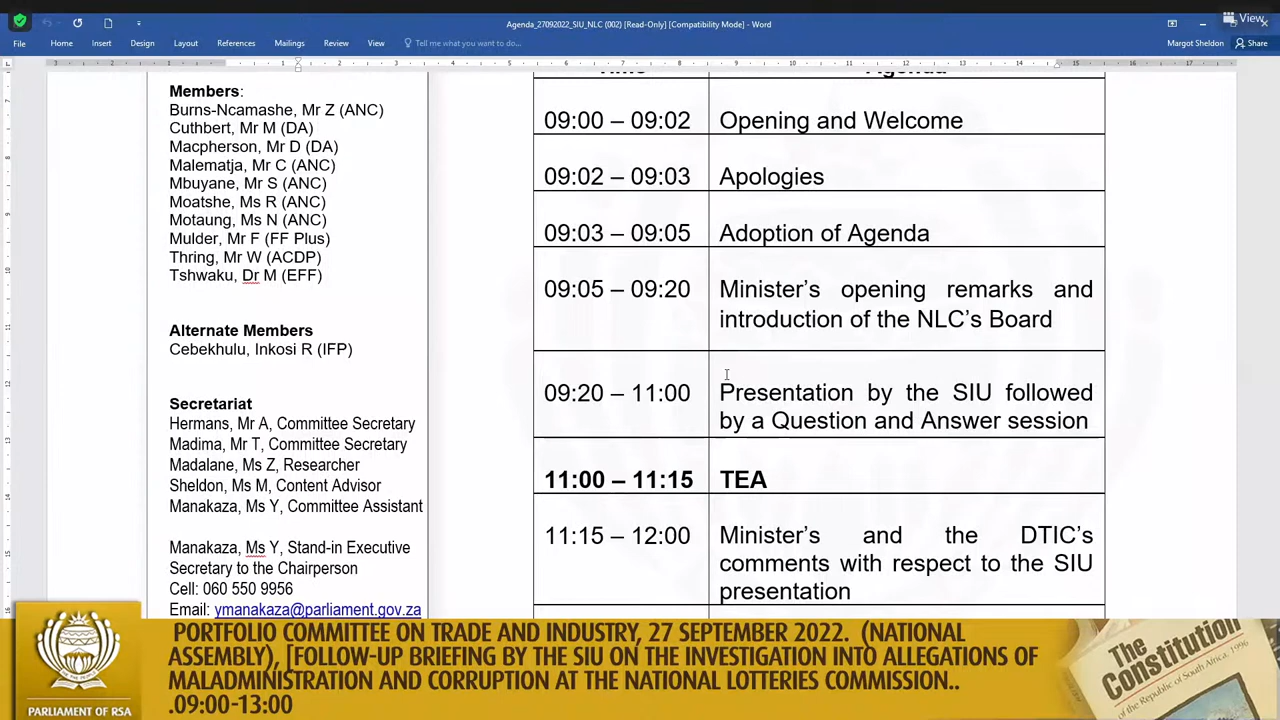 View
Agenda_27092022_SIU_NLC (002) [Read-Only] [Compatibility Mode] - Word
File Home Insert Design Layout References Mailings Review View Tell me what you want to do... Margot Sheldon Share
Members:
Burns-Ncamashe, Mr Z (ANC)
Cuthbert, Mr M (DA)
Macpherson, Mr D (DA)
Malematja, Mr C (ANC)
Mbuyane, Mr S (ANC)
Moatshe, Ms R (ANC)
Motaung, Ms N (ANC)
Mulder, Mr F (FF Plus)
Thring, Mr W (ACDP)
Tshwaku, Dr M (EFF)
Alternate Members
Cebekhulu, Inkosi R (IFP)
Secretariat
Hermans, Mr A, Committee Secretary
Madima, Mr T, Committee Secretary
Madalane, Ms Z, Researcher
Sheldon, Ms M, Content Advisor
Manakaza, Ms Y, Committee Assistant
Manakaza, Ms Y, Stand-in Executive
Secretary to the Chairperson
Cell: 060 550 9956
Email: ymanakaza@parliament.gov.za
Time Agenda
09:00 – 09:02 Opening and Welcome
09:02 – 09:03 Apologies
09:03 – 09:05 Adoption of Agenda
09:05 – 09:20 Minister’s opening remarks and
introduction of the NLC’s Board
09:20 – 11:00 Presentation by the SIU followed
by a Question and Answer session
11:00 – 11:15 TEA
11:15 – 12:00 Minister’s and the DTIC’s
comments with respect to the SIU
presentation
PORTFOLIO COMMITTEE ON TRADE AND INDUSTRY, 27 SEPTEMBER 2022. (NATIONAL
ASSEMBLY), [FOLLOW-UP BRIEFING BY THE SIU ON THE INVESTIGATION INTO ALLEGATIONS OF
MALADMINISTRATION AND CORRUPTION AT THE NATIONAL LOTTERIES COMMISSION..
.09:00-13:00
PARLIAMENT OF RSA
The
Constitution
of the Republic of South Africa, 1996